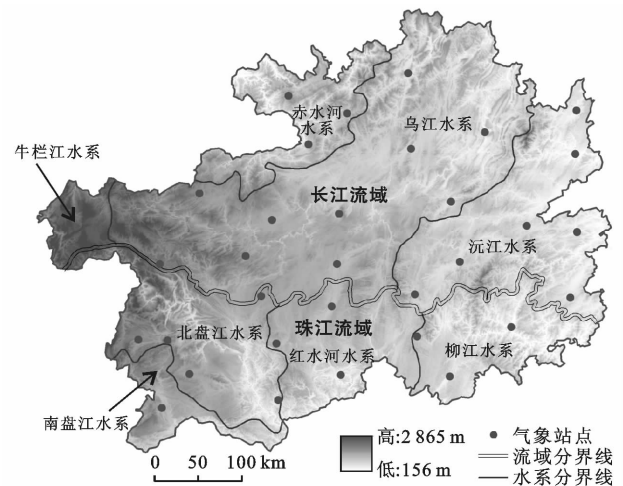 赤水河
水系
乌江水系
牛栏江水系
长江流域
沅江水系
北盘江水系
珠江流域
红水河水系
柳江水系
南盘江水系
高:2 865 m
低:156 m
气象站点
流域分界线
水系分界线
0 50 100 km